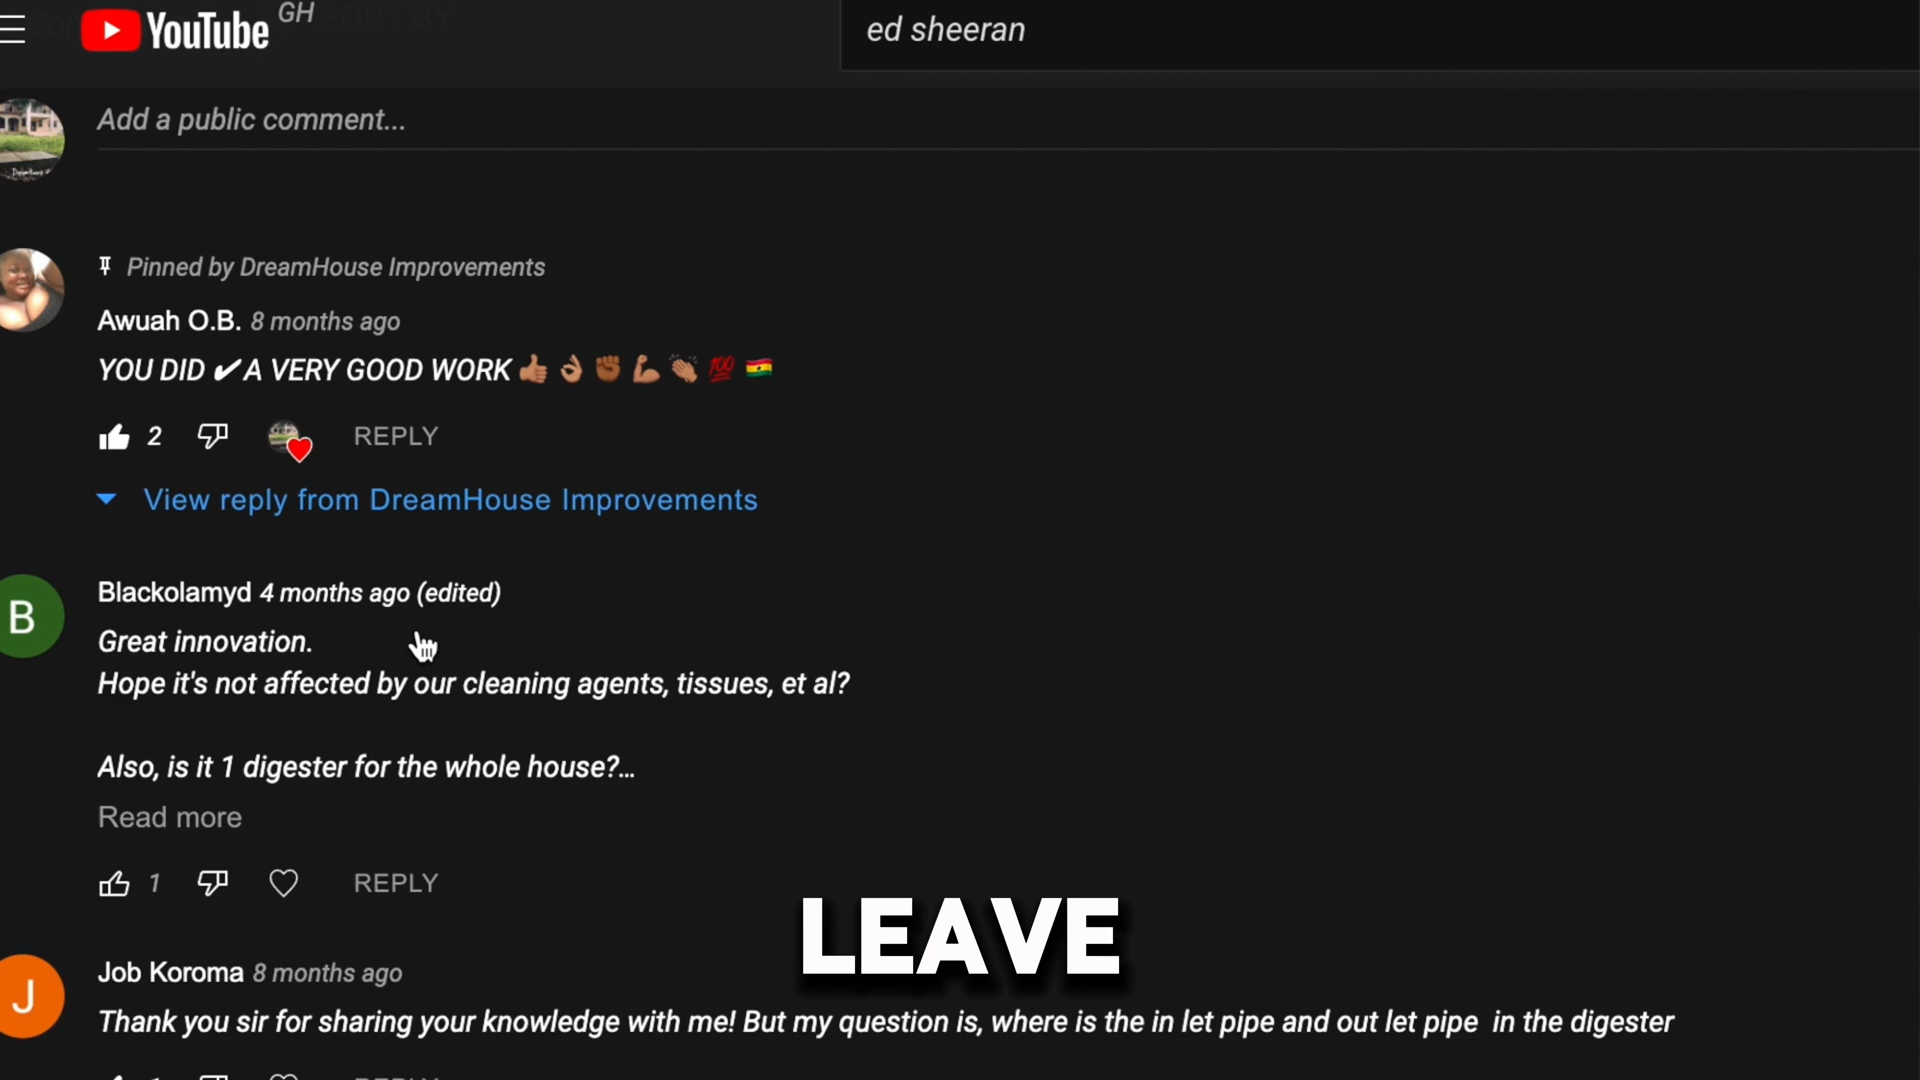 YouTube GH
ed sheeran
Add a public comment...
Pinned by DreamHouse Improvements
Awuah O.B. 8 months ago
YOU DID ✔ A VERY GOOD WORK 👍🏾 👌🏽 ✊🏾 💪🏽 👏🏽 💯 🇬🇭
2 REPLY
View reply from DreamHouse Improvements
B
Blackolamyd 4 months ago (edited)
Great innovation.
Hope it's not affected by our cleaning agents, tissues, et al?
Also, is it 1 digester for the whole house?...
Read more
1 REPLY
LEAVE
J
Job Koroma 8 months ago
Thank you sir for sharing your knowledge with me! But my question is, where is the in let pipe and out let pipe in the digester